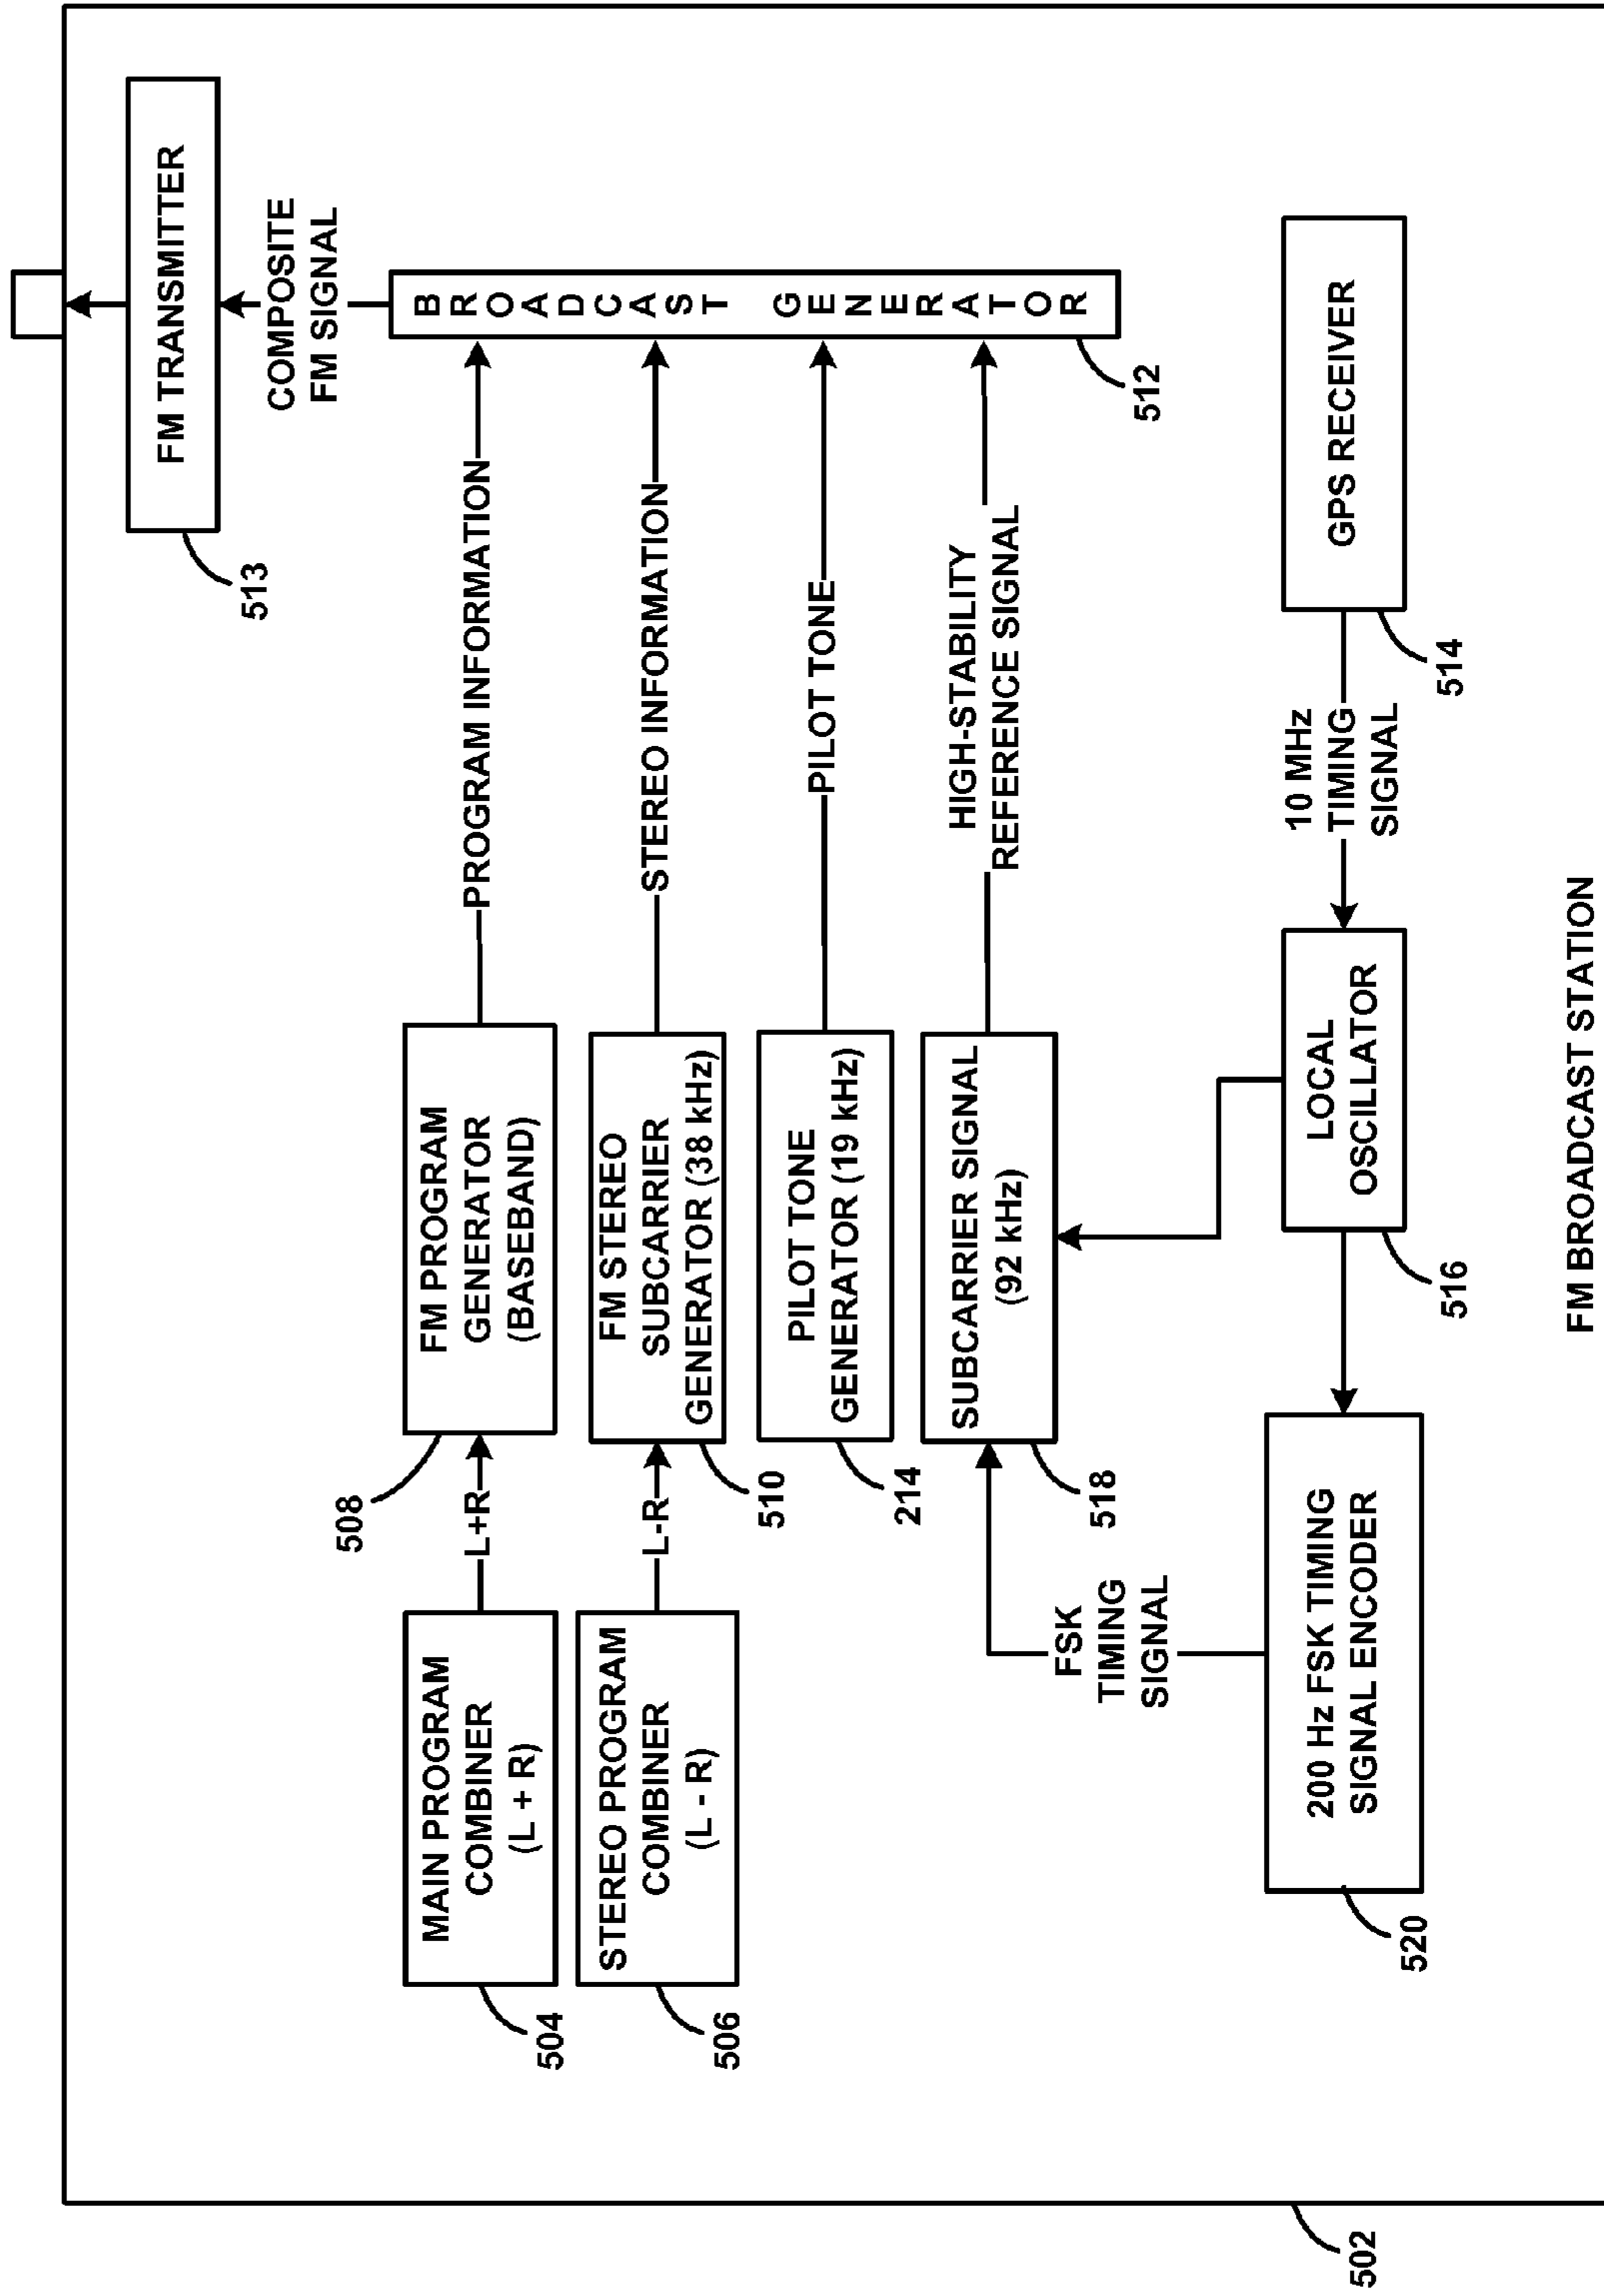 FM TRANSMITTER
513
COMPOSITE
FM SIGNAL
MAIN PROGRAM
COMBINER
(L + R)
504
L+R
508
FM PROGRAM
GENERATOR
(BASEBAND)
PROGRAM INFORMATION
BROADCAST GENERATOR
512
STEREO PROGRAM
COMBINER
(L - R)
506
L-R
FM STEREO
SUBCARRIER
GENERATOR (38 kHz)
510
STEREO INFORMATION
PILOT TONE
GENERATOR (19 kHz)
214
PILOT TONE
SUBCARRIER SIGNAL
(92 kHz)
518
HIGH-STABILITY
REFERENCE SIGNAL
FSK
TIMING
SIGNAL
200 Hz FSK TIMING
SIGNAL ENCODER
520
LOCAL
OSCILLATOR
516
10 MHz
TIMING
SIGNAL
GPS RECEIVER
514
502
FM BROADCAST STATION